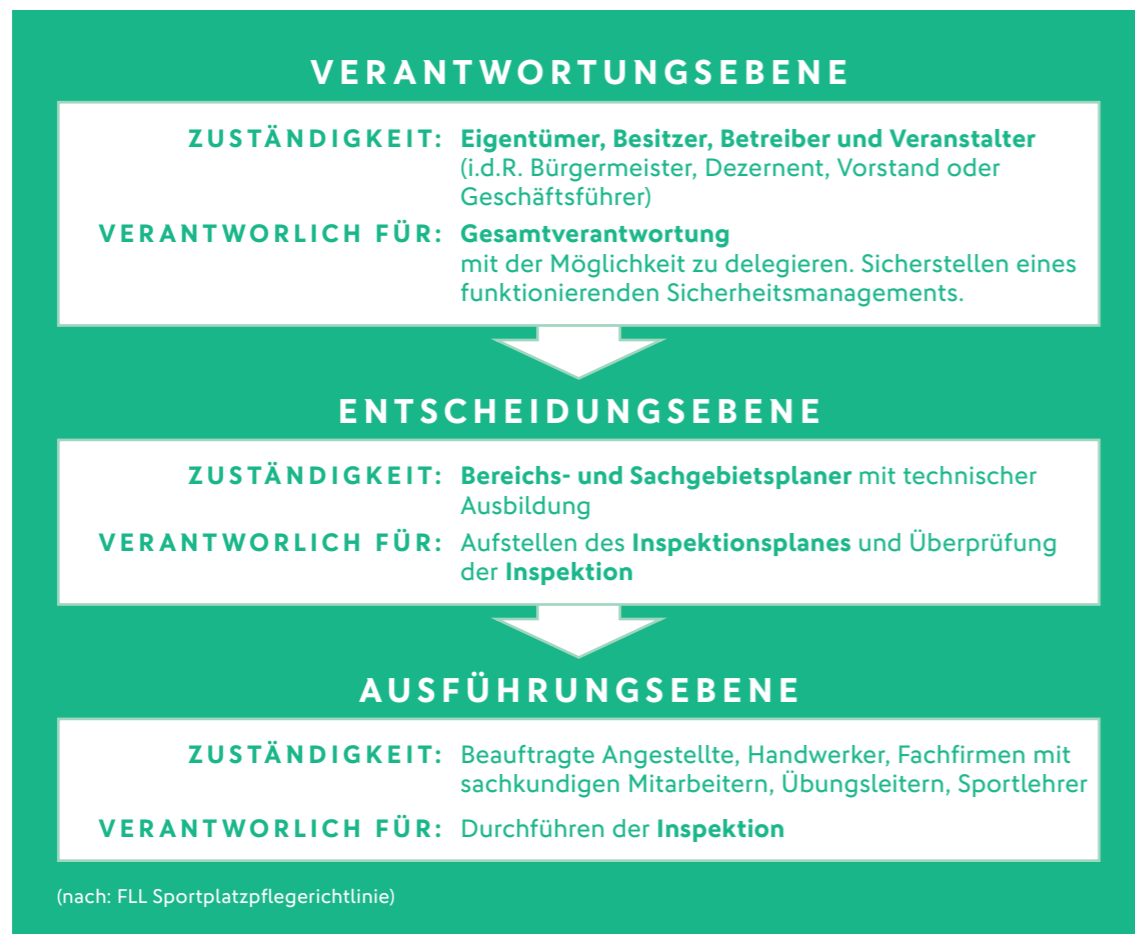 VERANTWORTUNGSEBENE
ZUSTÄNDIGKEIT: Eigentümer, Besitzer, Betreiber und Veranstalter
(i.d.R. Bürgermeister, Dezernent, Vorstand oder
Geschäftsführer)
VERANTWORLICH FÜR: Gesamtverantwortung
mit der Möglichkeit zu delegieren. Sicherstellen eines
funktionierenden Sicherheitsmanagements.
ENTSCHEIDUNGSEBENE
ZUSTÄNDIGKEIT: Bereichs- und Sachgebietsplaner mit technischer
Ausbildung
VERANTWORLICH FÜR: Aufstellen des Inspektionsplanes und Überprüfung
der Inspektion
AUSFÜHRUNGSEBENE
ZUSTÄNDIGKEIT: Beauftragte Angestellte, Handwerker, Fachfirmen mit
sachkundigen Mitarbeitern, Übungsleitern, Sportlehrer
VERANTWORLICH FÜR: Durchführen der Inspektion
(nach: FLL Sportplatzpflegerichtlinie)